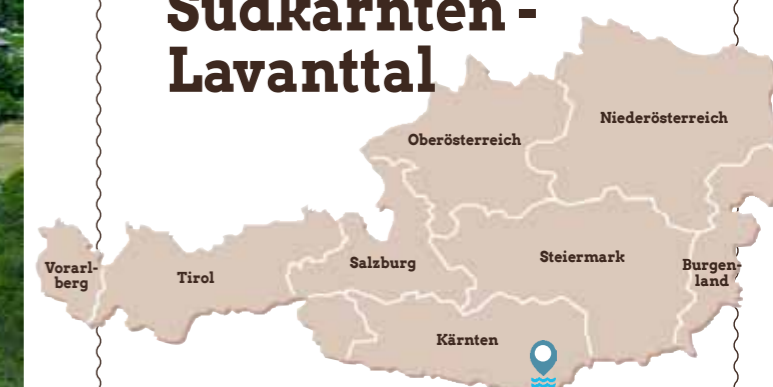 Südkärnten -
Lavanttal
Niederösterreich
Oberösterreich
Steiermark
Salzburg
Vorarl-
berg
Tirol
Burgen-
land
Kärnten